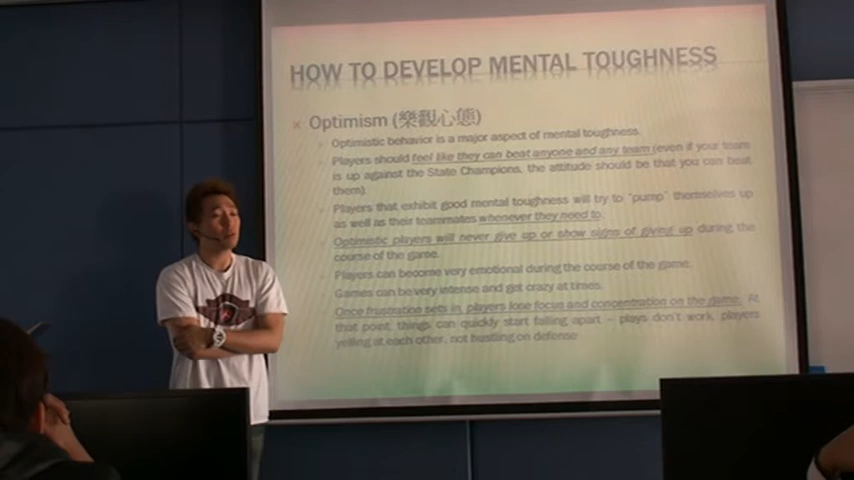 HOW TO DEVELOP MENTAL TOUGHNESS
Optimism (樂觀心態)
Optimistic behavior is a major aspect of mental toughness.
Players should feel like they can beat anyone and any team (even if your team
is up against the State Champions, the attitude should be that you can beat
them).
Players that exhibit good mental toughness will try to "pump" themselves up
as well as their teammates whenever they need to.
Optimistic players will never give up or show signs of giving up during the
course of the game.
Players can become very emotional during the course of the game.
Games can be very intense and get crazy at times.
Once frustration sets in, players lose focus and concentration on the game. At
that point, things can quickly start falling apart – plays don't work, players
yelling at each other, not hustling on defense